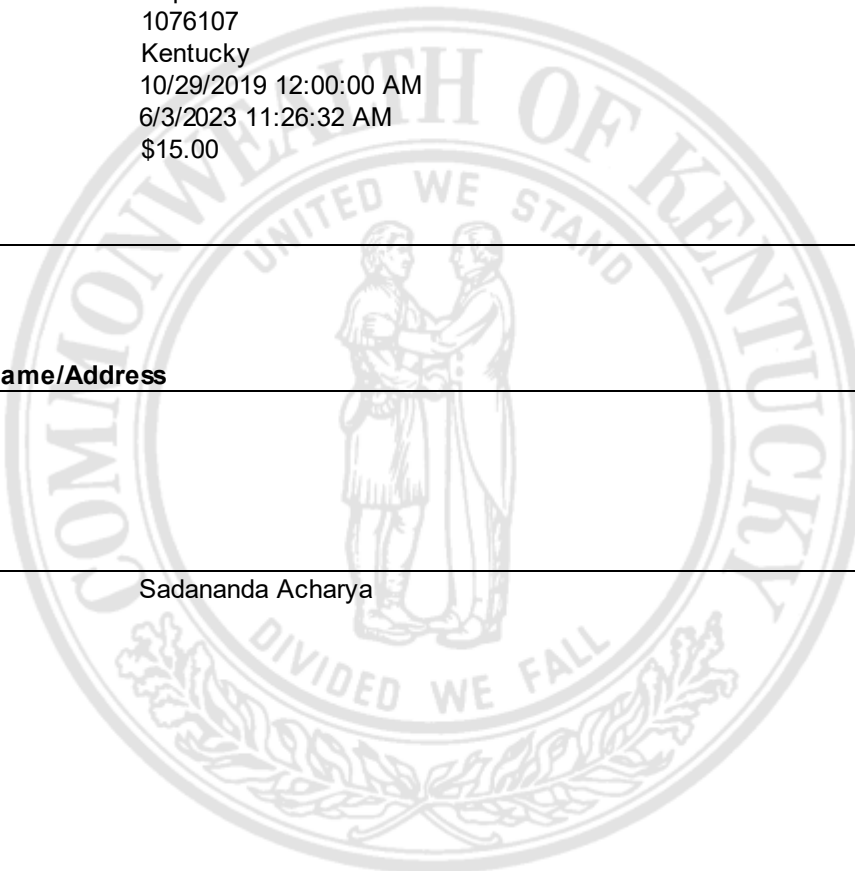 1076107
Kentucky
10/29/2019 12:00:00 AM
6/3/2023 11:26:32 AM
$15.00
COMMONWEALTH OF KENTUCKY
UNITED WE STAND
ame/Address
Sadananda Acharya
DIVIDED WE FALL